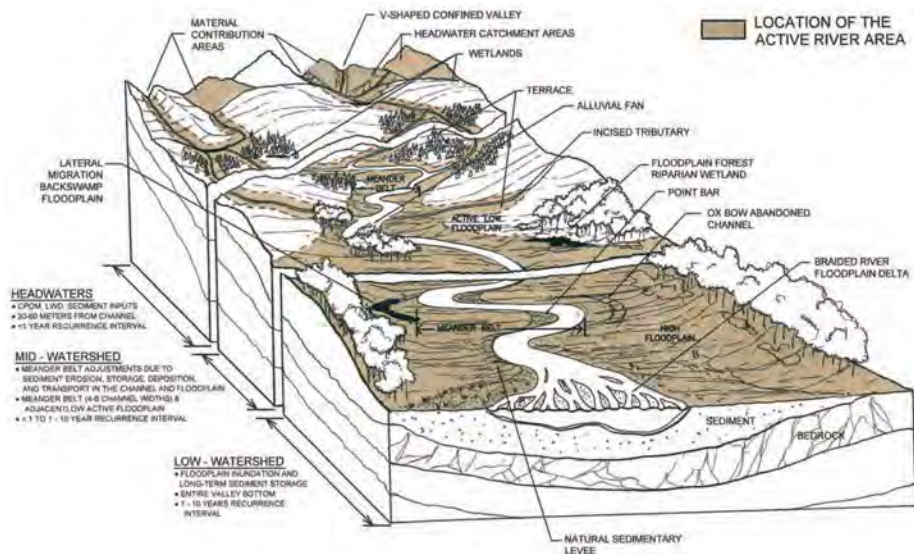 V-SHAPED CONFINED VALLEY
MATERIAL
CONTRIBUTION
AREAS
HEADWATER CATCHMENT AREAS
WETLANDS
LOCATION OF THE
ACTIVE RIVER AREA
TERRACE
ALLUVIAL FAN
INCISED TRIBUTARY
LATERAL
MIGRATION
BACKSWAMP
FLOODPLAIN
MEANDER
BELT
FLOODPLAIN FOREST
RIPARIAN WETLAND
POINT BAR
ACTIVE LOW
FLOODPLAIN
OX BOW ABANDONED
CHANNEL
BRAIDED RIVER
FLOODPLAIN DELTA
HEADWATERS
• CPOM, LWD, SEDIMENT INPUTS
• 30-60 METERS FROM CHANNEL
• <1 YEAR RECURRENCE INTERVAL
MEANDER BELT
HIGH
FLOODPLAIN
MID - WATERSHED
• MEANDER BELT ADJUSTMENTS DUE TO
SEDIMENT EROSION, STORAGE, DEPOSITION,
AND TRANSPORT IN THE CHANNEL AND FLOODPLAIN
• MEANDER BELT (4-8 CHANNEL WIDTHS) &
ADJACENTLOW ACTIVE FLOODPLAIN
• < 1 TO 1 - 10 YEAR RECURRENCE
INTERVAL
SEDIMENT
BEDROCK
LOW - WATERSHED
• FLOODPLAIN INUNDATION AND
LONG-TERM SEDIMENT STORAGE
• ENTIRE VALLEY BOTTOM
• 1 - 10 YEARS RECURRENCE
INTERVAL
NATURAL SEDIMENTARY
LEVEE